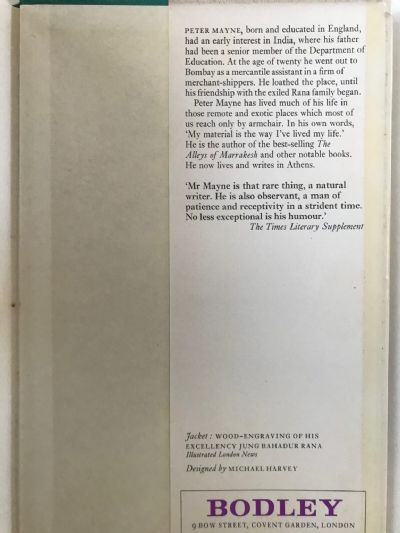 PETER MAYNE, born and educated in England,
had an early interest in India, where his father
had been a senior member of the Department of
Education. At the age of twenty he went out to
Bombay as a mercantile assistant in a firm of
merchant-shippers. He loathed the place, until
his friendship with the exiled Rana family began.
Peter Mayne has lived much of his life in
those remote and exotic places which most of
us reach only by armchair. In his own words,
'My material is the way I've lived my life.'
He is the author of the best-selling The
Alleys of Marrakesh and other notable books.
He now lives and writes in Athens.
'Mr Mayne is that rare thing, a natural
writer. He is also observant, a man of
patience and receptivity in a strident time.
No less exceptional is his humour.'
The Times Literary Supplement
Jacket: WOOD-ENGRAVING OF HIS
EXCELLENCY JUNG BAHADUR RANA
Illustrated London News
Designed by MICHAEL HARVEY
BODLEY
9 BOW STREET, COVENT GARDEN, LONDON